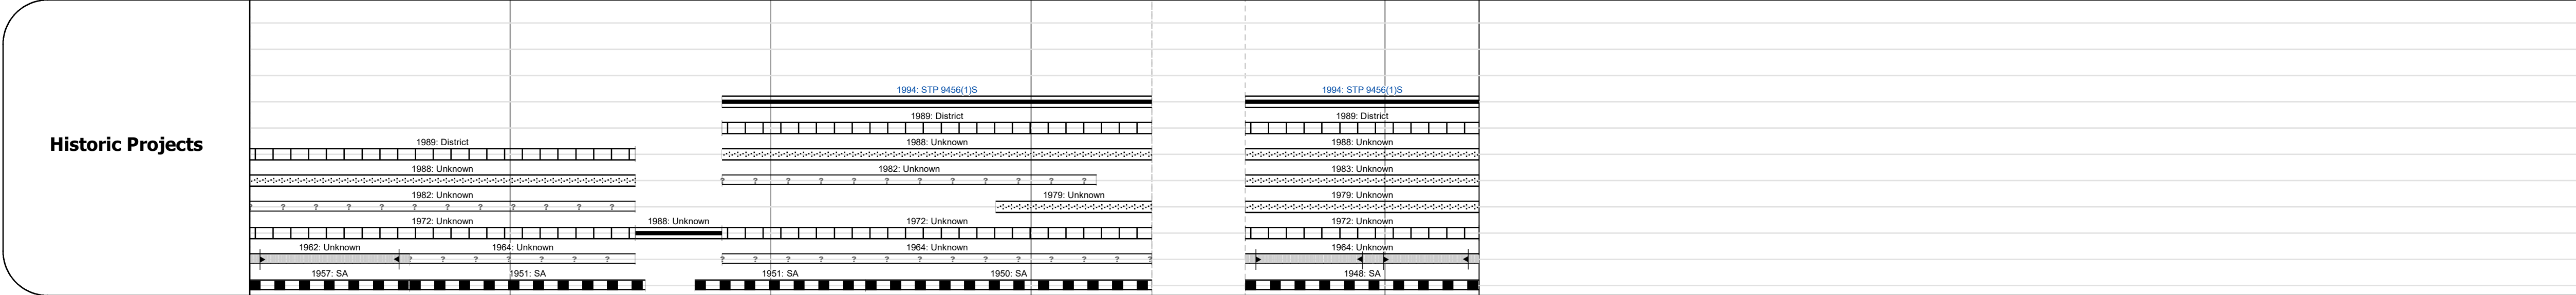 1994: STP 9456(1)S 1994: STP 9456(1)S
1989: District 1989: District
Historic Projects
1989: District 1988: Unknown 1988: Unknown
1988: Unknown 1982: Unknown 1983: Unknown
1982: Unknown 1979: Unknown 1979: Unknown
? ? ? ? ? ? ? ? ? ? ? ?
1972: Unknown 1988: Unknown 1972: Unknown 1972: Unknown
? ? ? ? ? ? ? ? ? ? ? ?
1962: Unknown 1964: Unknown 1964: Unknown 1964: Unknown
? ? ? ? ? ? ? ? ? ? ? ? ? ? ? ? ? ? ? ? ?
1957: SA 1951: SA 1951: SA 1950: SA 1948: SA